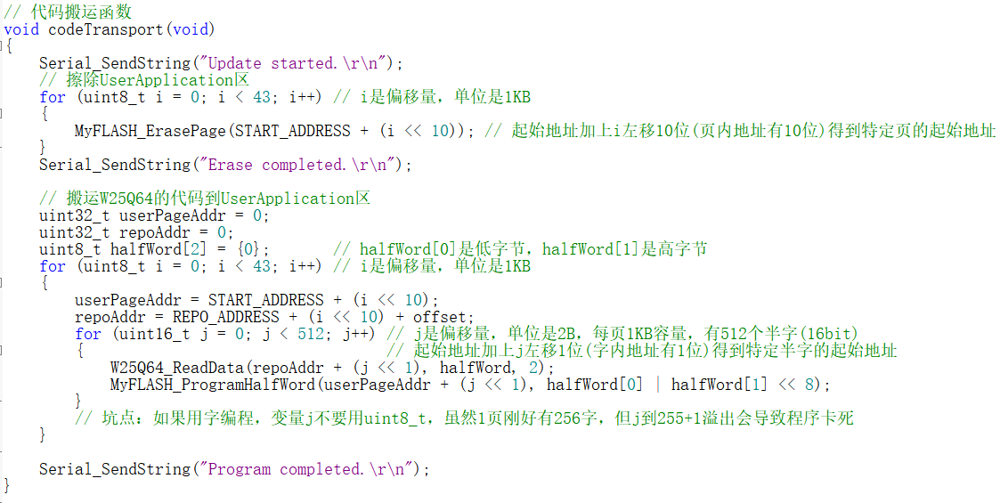 // 代码搬运函数
void codeTransport(void)
{
    Serial_SendString("Update started.\r\n");
    // 擦除UserApplication区
    for (uint8_t i = 0; i < 43; i++) // i是偏移量，单位是1KB
    {
        MyFLASH_ErasePage(START_ADDRESS + (i << 10)); // 起始地址加上i左移10位(页内地址有10位)得到特定页的起始地址
    }
    Serial_SendString("Erase completed.\r\n");

    // 搬运W25Q64的代码到UserApplication区
    uint32_t userPageAddr = 0;
    uint32_t repoAddr = 0;
    uint8_t halfWord[2] = {0};       // halfWord[0]是低字节，halfWord[1]是高字节
    for (uint8_t i = 0; i < 43; i++) // i是偏移量，单位是1KB
    {
        userPageAddr = START_ADDRESS + (i << 10);
        repoAddr = REPO_ADDRESS + (i << 10) + offset;
        for (uint16_t j = 0; j < 512; j++) // j是偏移量，单位是2B，每页1KB容量，有512个半字(16bit)
        {                                  // 起始地址加上j左移1位(字内地址有1位)得到特定半字的起始地址
            W25Q64_ReadData(repoAddr + (j << 1), halfWord, 2);
            MyFLASH_ProgramHalfWord(userPageAddr + (j << 1), halfWord[0] | halfWord[1] << 8);
        }
        // 坑点：如果用字编程，变量j不要用uint8_t，虽然1页刚好有256字，但j到255+1溢出会导致程序卡死
    }

    Serial_SendString("Program completed.\r\n");
}